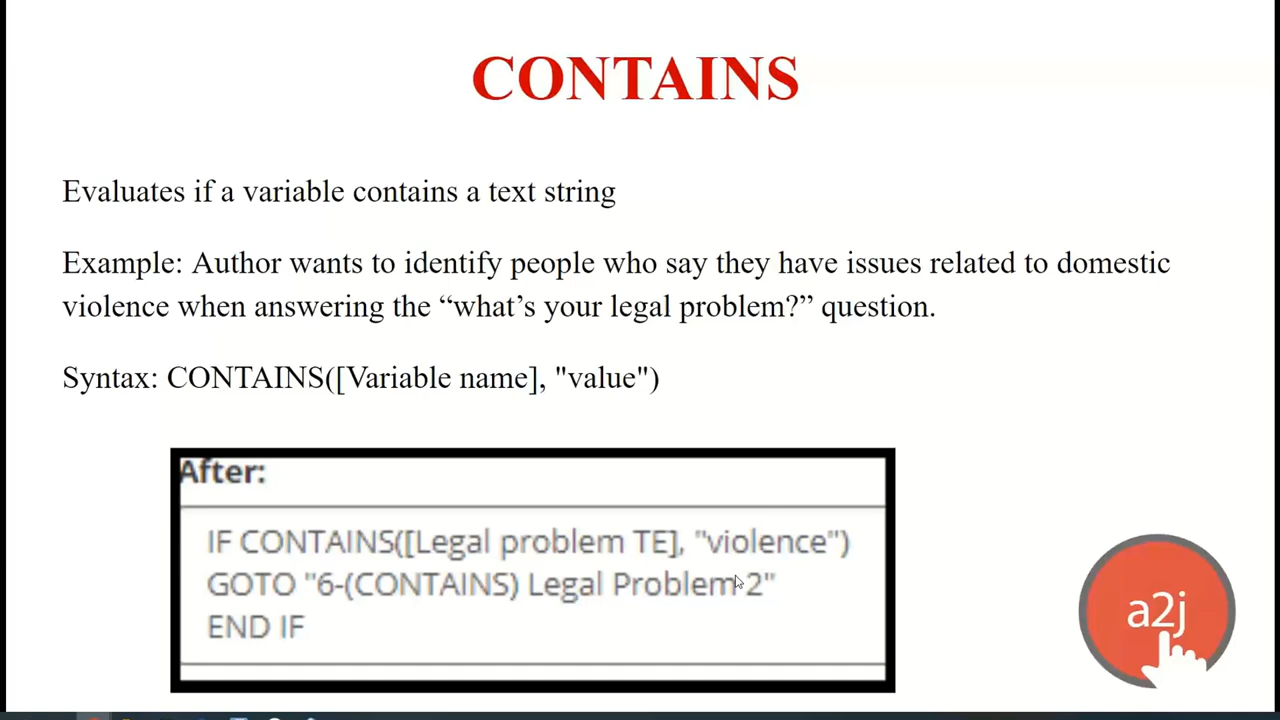 CONTAINS
Evaluates if a variable contains a text string
Example: Author wants to identify people who say they have issues related to domestic
violence when answering the “what’s your legal problem?” question.
Syntax: CONTAINS([Variable name], "value")
After:
IF CONTAINS([Legal problem TE], "violence")
GOTO "6-(CONTAINS) Legal Problem 2"
END IF
a2j